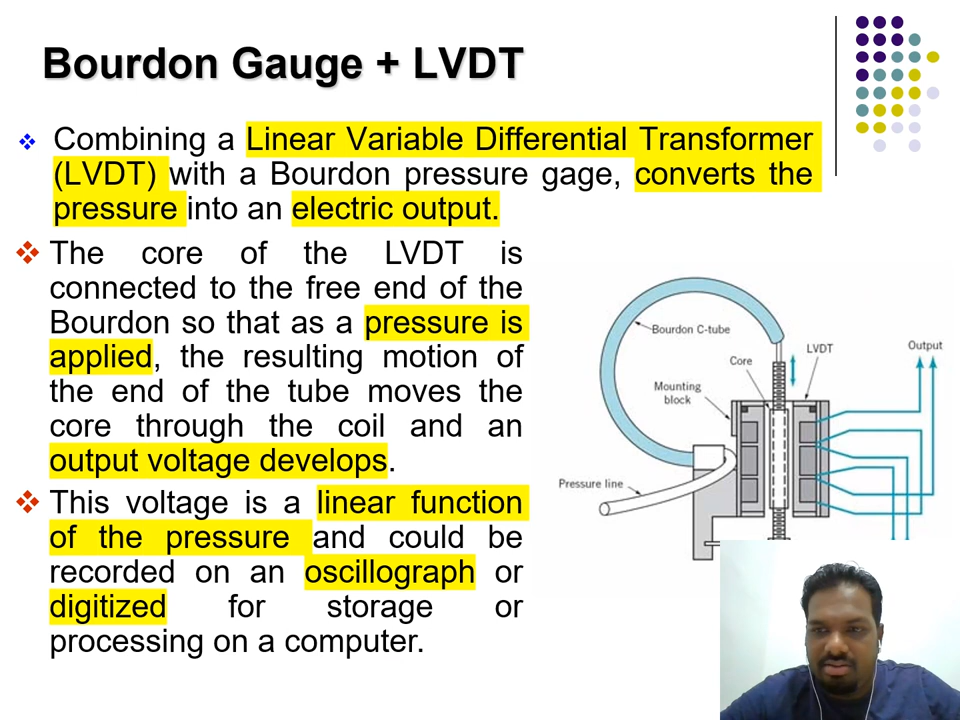 Bourdon Gauge + LVDT
Combining a Linear Variable Differential Transformer
(LVDT) with a Bourdon pressure gage, converts the
pressure into an electric output.
The core of the LVDT is
connected to the free end of the
Bourdon so that as a pressure is
applied, the resulting motion of
the end of the tube moves the
core through the coil and an
output voltage develops.
This voltage is a linear function
of the pressure and could be
recorded on an oscillograph or
digitized for storage or
processing on a computer.
Bourdon C-tube
LVDT
Output
Core
Mounting
block
Pressure line